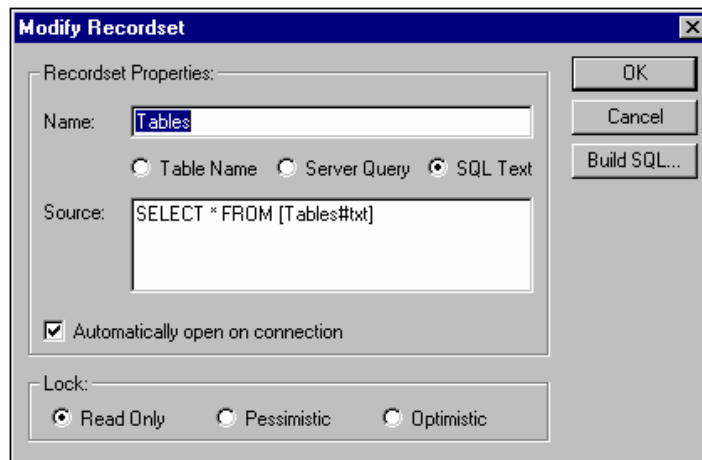 Modify Recordset
Recordset Properties:
OK
Name: Tables
Cancel
Table Name Server Query SQL Text
Build SQL...
Source: SELECT * FROM [Tables#txt]
Automatically open on connection
Lock:
Read Only Pessimistic Optimistic